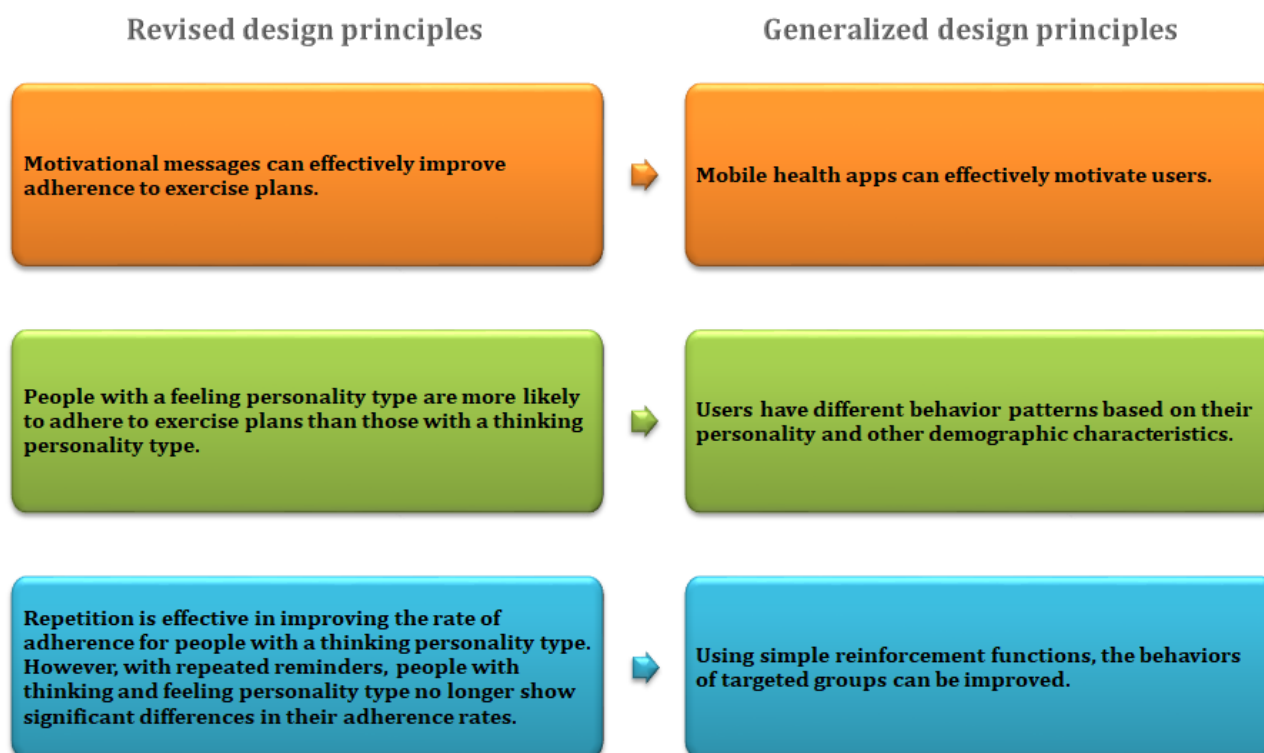 Revised design principles
Generalized design principles
Motivational messages can effectively improve
adherence to exercise plans.
Mobile health apps can effectively motivate users.
People with a feeling personality type are more likely
to adhere to exercise plans than those with a thinking
personality type.
Users have different behavior patterns based on their
personality and other demographic characteristics.
Repetition is effective in improving the rate of
adherence for people with a thinking personality type.
However, with repeated reminders, people with
thinking and feeling personality type no longer show
significant differences in their adherence rates.
Using simple reinforcement functions, the behaviors
of targeted groups can be improved.